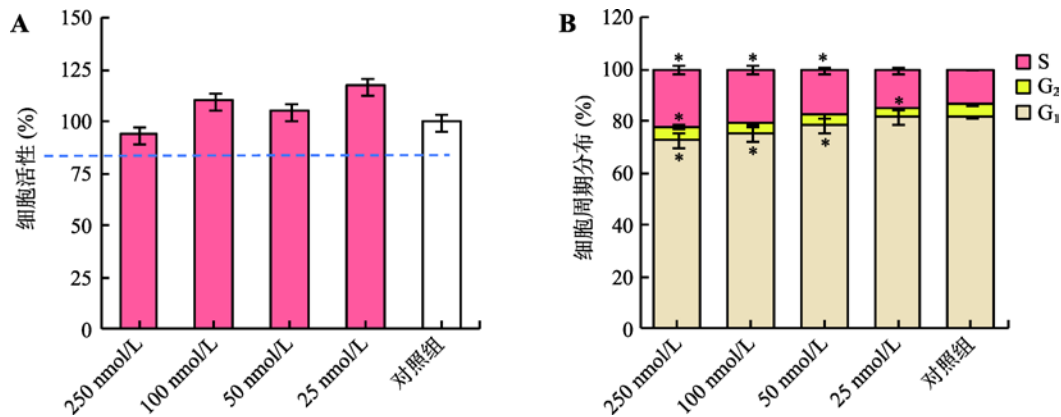 A
细胞活性 (%)
150
125
100
75
50
25
0
250 nmol/L
100 nmol/L
50 nmol/L
25 nmol/L
对照组
B
细胞周期分布 (%)
120
100
80
60
40
20
0
* * *
* *
* * *
250 nmol/L
100 nmol/L
50 nmol/L
25 nmol/L
对照组
S
G₂
G₁